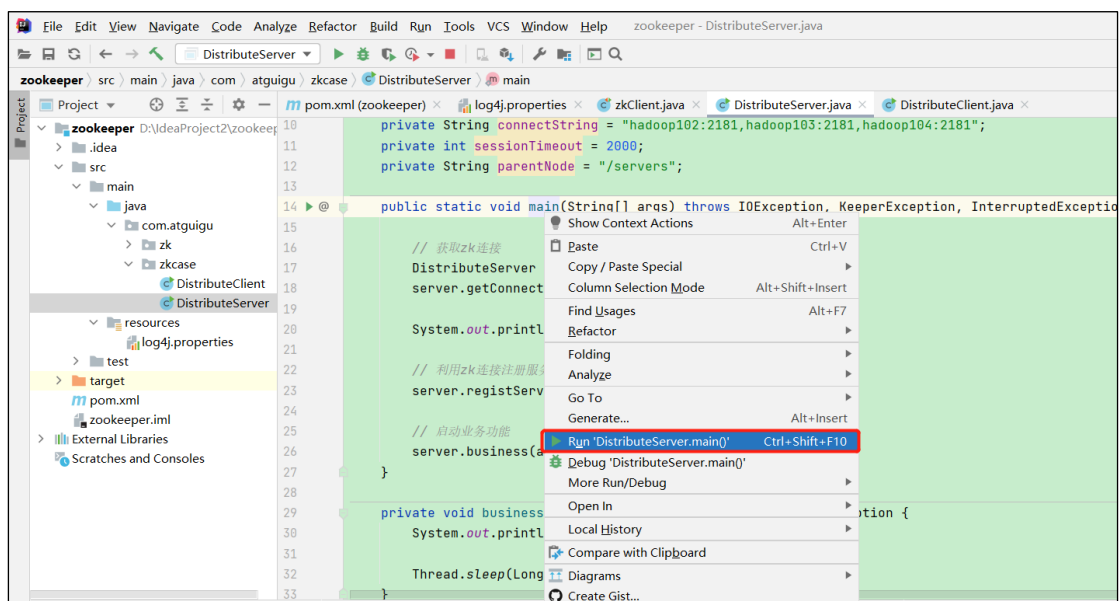 File Edit View Navigate Code Analyze Refactor Build Run Tools VCS Window Help zookeeper - DistributeServer.java
DistributeServer
zookeeper src main java com atguigu zkcase DistributeServer main
Project
Project
pom.xml (zookeeper) log4j.properties zkClient.java DistributeServer.java DistributeClient.java
zookeeper D:\IdeaProject2\zookeep
.idea
src
main
java
com.atguigu
zk
zkcase
DistributeClient
DistributeServer
resources
log4j.properties
test
target
pom.xml
zookeeper.iml
External Libraries
Scratches and Consoles
10 private String connectString = "hadoop102:2181,hadoop103:2181,hadoop104:2181";
11 private int sessionTimeout = 2000;
12 private String parentNode = "/servers";
13
14 @ public static void main(String[] args) throws IOException, KeeperException, InterruptedExceptio
15
16 // 获取zk连接
17 DistributeServer
18 server.getConnect
19
20 System.out.printl
21
22 // 利用zk连接注册服务
23 server.registServ
24
25 // 启动业务功能
26 server.business(a
27 }
28
29 private void business ption {
30 System.out.printl
31
32 Thread.sleep(Long
33 }
Show Context Actions Alt+Enter
Paste Ctrl+V
Copy / Paste Special
Column Selection Mode Alt+Shift+Insert
Find Usages Alt+F7
Refactor
Folding
Analyze
Go To
Generate... Alt+Insert
Run 'DistributeServer.main()' Ctrl+Shift+F10
Debug 'DistributeServer.main()'
More Run/Debug
Open In
Local History
Compare with Clipboard
Diagrams
Create Gist...